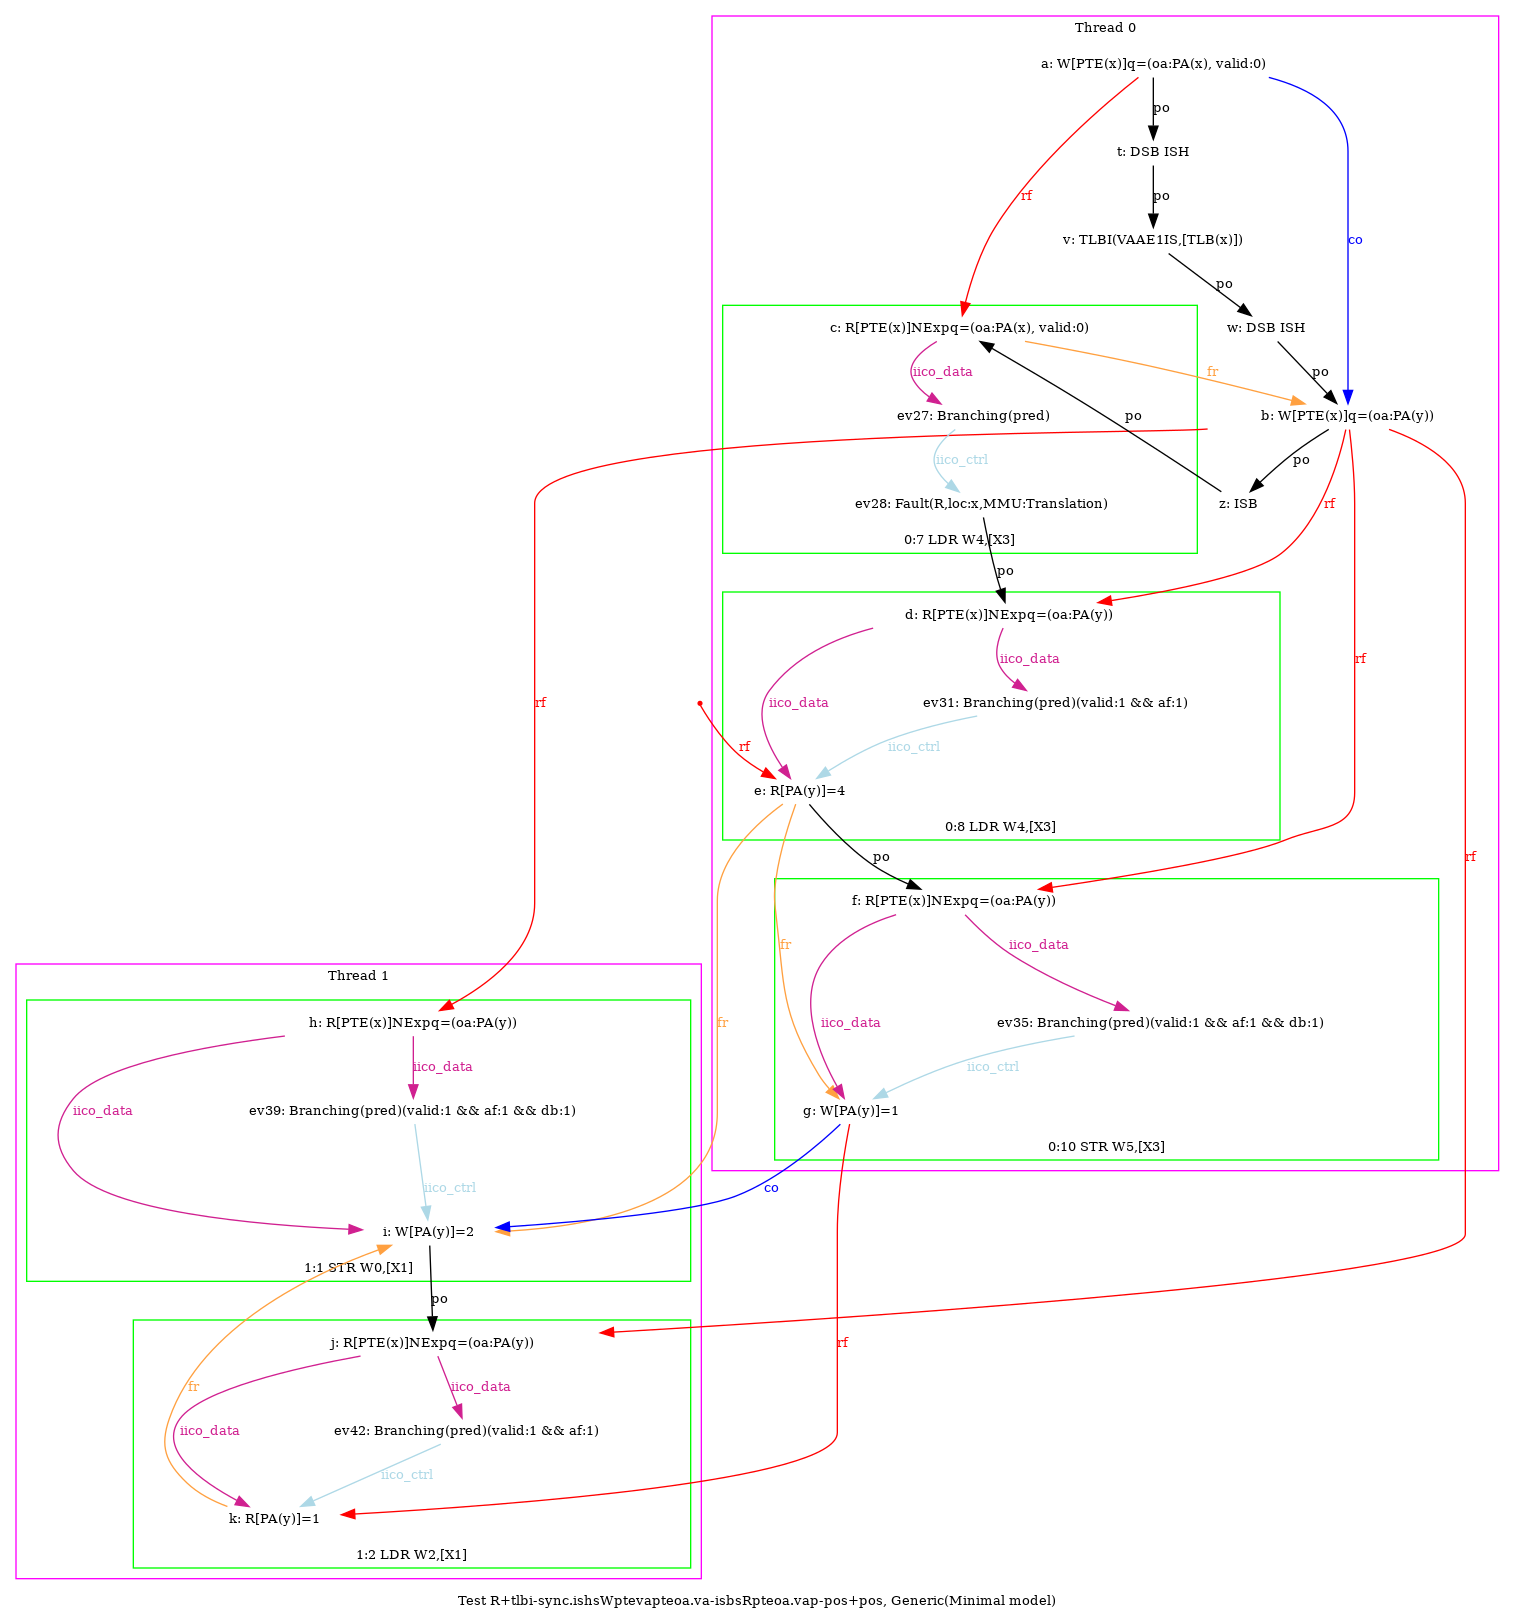 Thread 0
a: W[PTE(x)]q=(oa:PA(x), valid:0)
po
t: DSB ISH
rf
po
v: TLBI(VAAE1IS,[TLB(x)])
co
po
c: R[PTE(x)]NExpq=(oa:PA(x), valid:0)
w: DSB ISH
iico_data
fr
po
ev27: Branching(pred)
po
b: W[PTE(x)]q=(oa:PA(y))
iico_ctrl
po
ev28: Fault(R,loc:x,MMU:Translation)
z: ISB
rf
0:7 LDR W4,[X3]
po
d: R[PTE(x)]NExpq=(oa:PA(y))
iico_data
rf
rf
iico_data
ev31: Branching(pred)(valid:1 && af:1)
rf
iico_ctrl
e: R[PA(y)]=4
0:8 LDR W4,[X3]
po
rf
f: R[PTE(x)]NExpq=(oa:PA(y))
fr
iico_data
Thread 1
h: R[PTE(x)]NExpq=(oa:PA(y))
fr
iico_data
ev35: Branching(pred)(valid:1 && af:1 && db:1)
iico_data
iico_ctrl
iico_data
ev39: Branching(pred)(valid:1 && af:1 && db:1)
g: W[PA(y)]=1
0:10 STR W5,[X3]
iico_ctrl
co
i: W[PA(y)]=2
1:1 STR W0,[X1]
po
j: R[PTE(x)]NExpq=(oa:PA(y))
rf
fr
iico_data
iico_data
ev42: Branching(pred)(valid:1 && af:1)
iico_ctrl
k: R[PA(y)]=1
1:2 LDR W2,[X1]
Test R+tlbi-sync.ishsWptevapteoa.va-isbsRpteoa.vap-pos+pos, Generic(Minimal model)